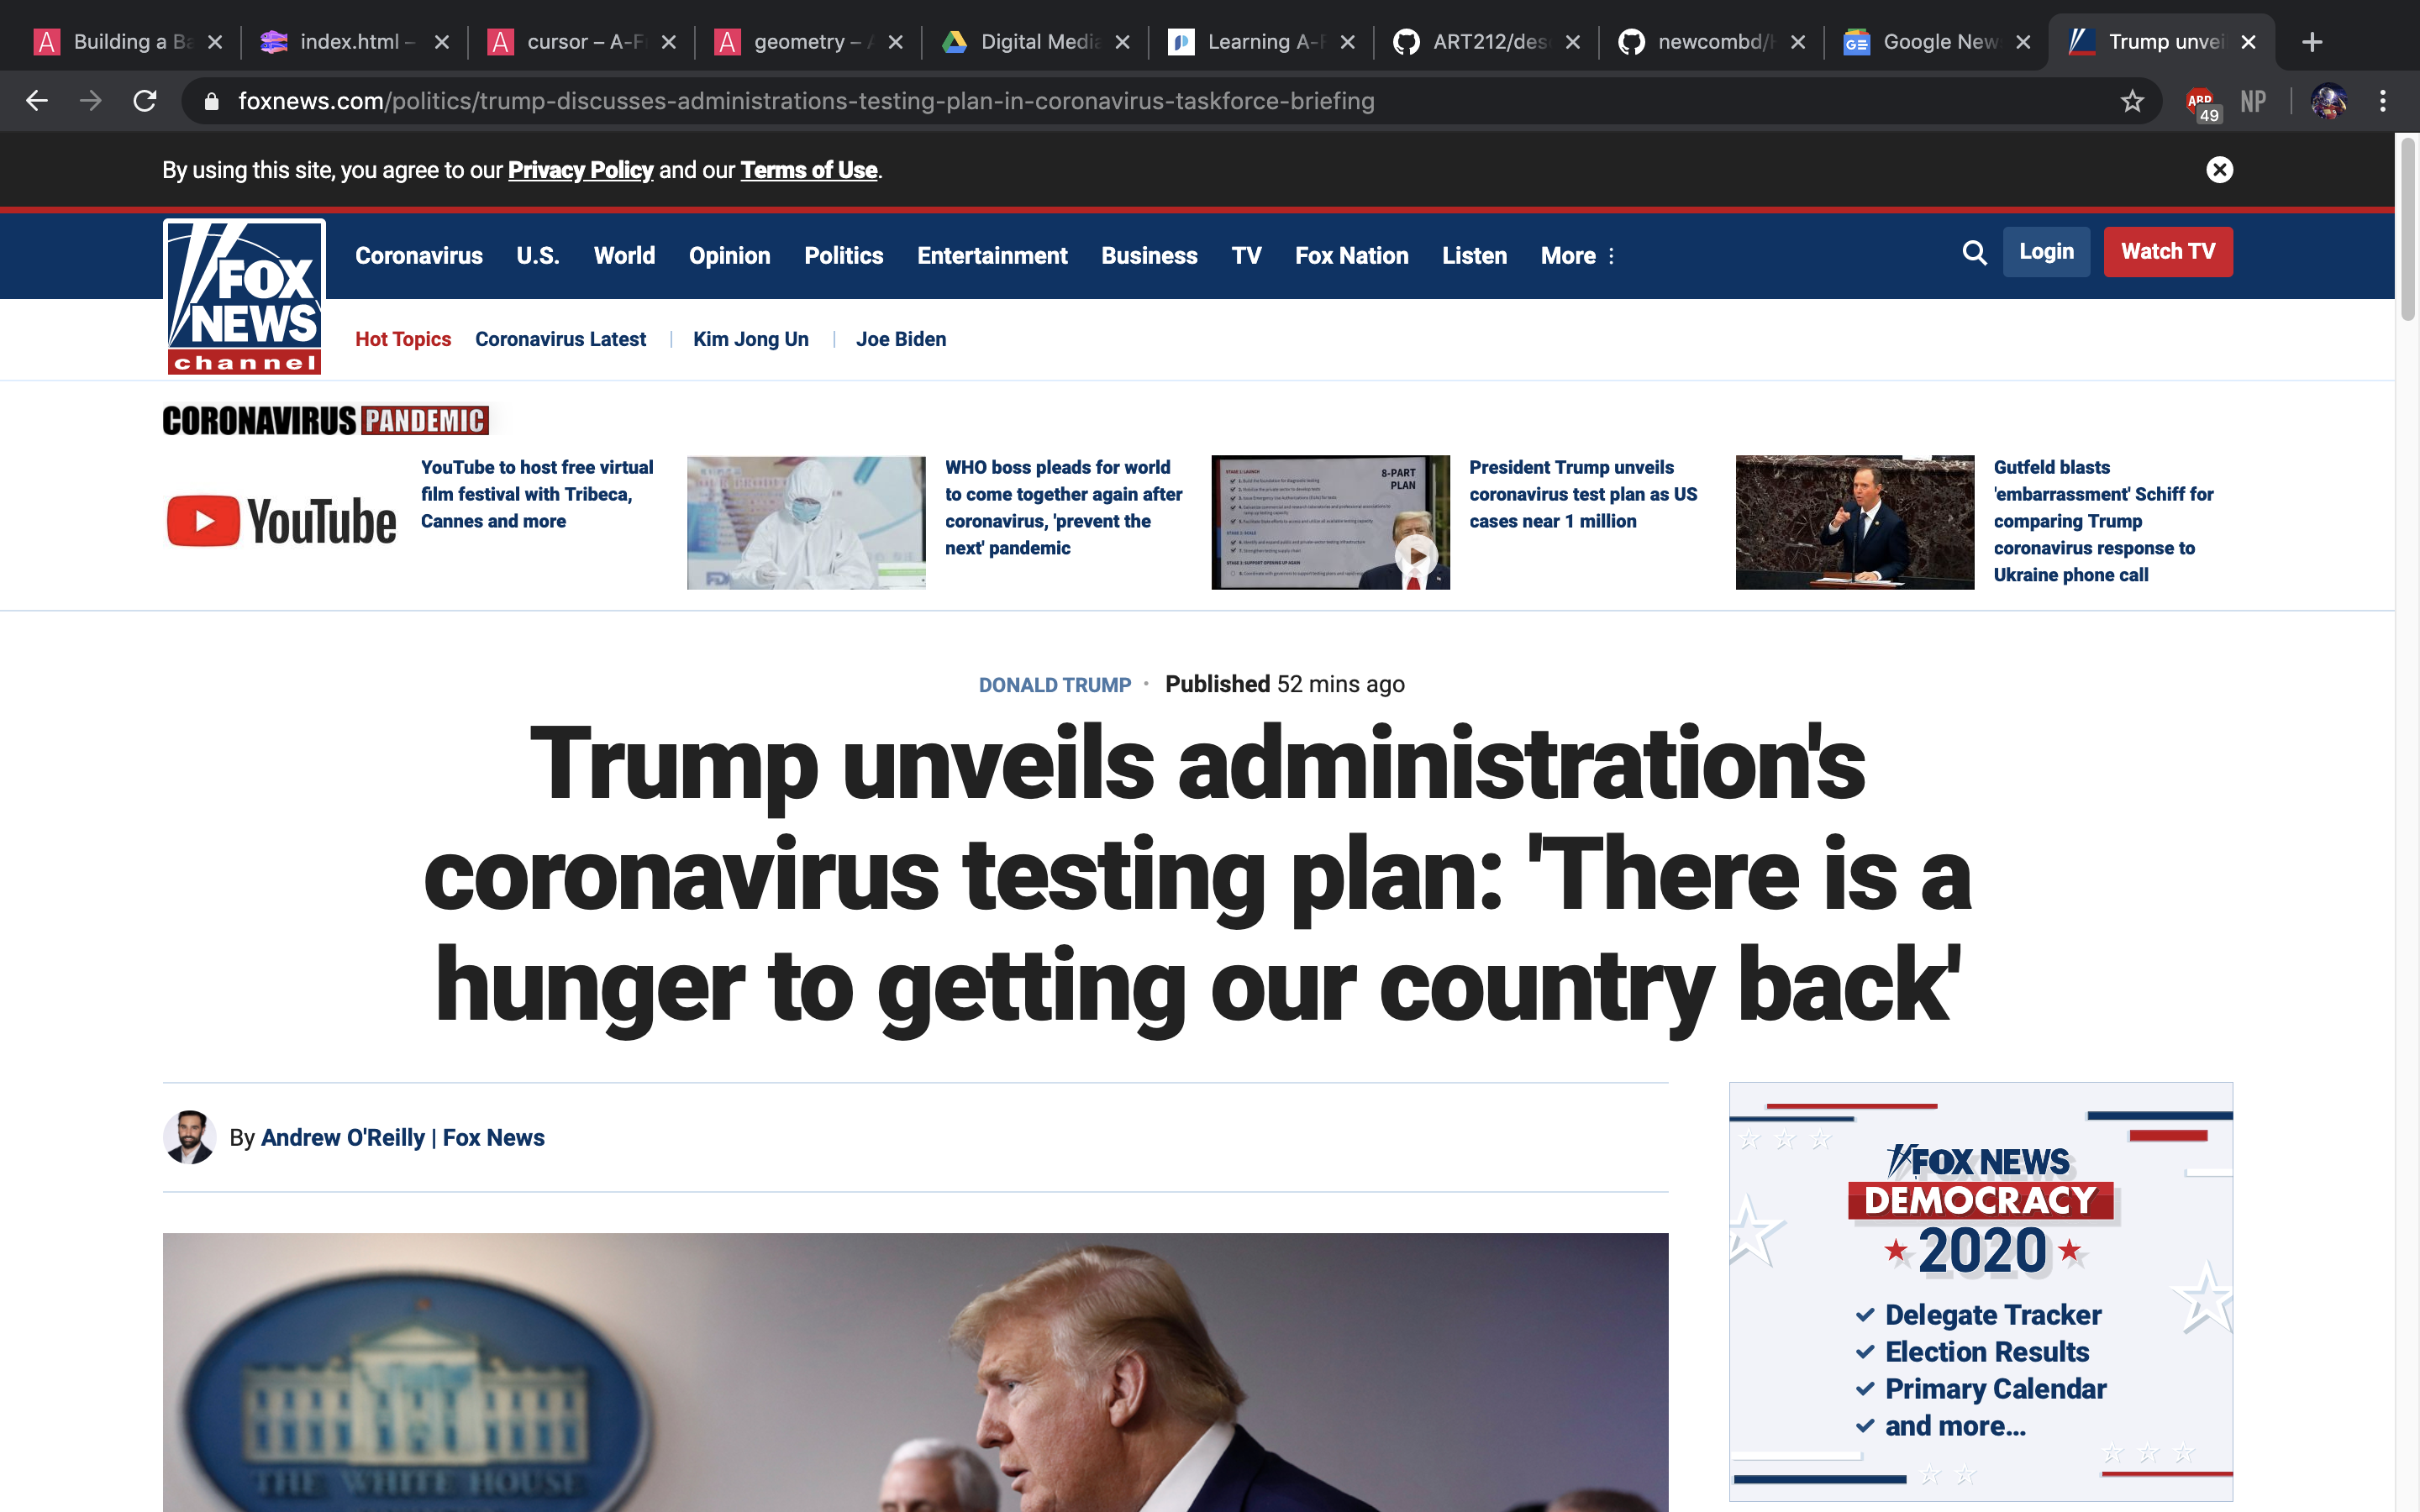 Building a Ba
index.html –
cursor – A-F
geometry –
Digital Media
Learning A-F
ART212/des
newcombd/
Google New
Trump unvei
foxnews.com/politics/trump-discusses-administrations-testing-plan-in-coronavirus-taskforce-briefing
ABP
49
NP
By using this site, you agree to our Privacy Policy and our Terms of Use.
FOX
NEWS
channel
Coronavirus U.S. World Opinion Politics Entertainment Business TV Fox Nation Listen More
Login
Watch TV
Hot Topics Coronavirus Latest Kim Jong Un Joe Biden
CORONAVIRUS PANDEMIC
YouTube
YouTube to host free virtual
film festival with Tribeca,
Cannes and more
WHO boss pleads for world
to come together again after
coronavirus, 'prevent the
next' pandemic
8-PART
PLAN
President Trump unveils
coronavirus test plan as US
cases near 1 million
Gutfeld blasts
'embarrassment' Schiff for
comparing Trump
coronavirus response to
Ukraine phone call
DONALD TRUMP · Published 52 mins ago
Trump unveils administration's
coronavirus testing plan: 'There is a
hunger to getting our country back'
By Andrew O'Reilly | Fox News
THE WHITE HOUSE
FOX NEWS
DEMOCRACY
2020
Delegate Tracker
Election Results
Primary Calendar
and more...